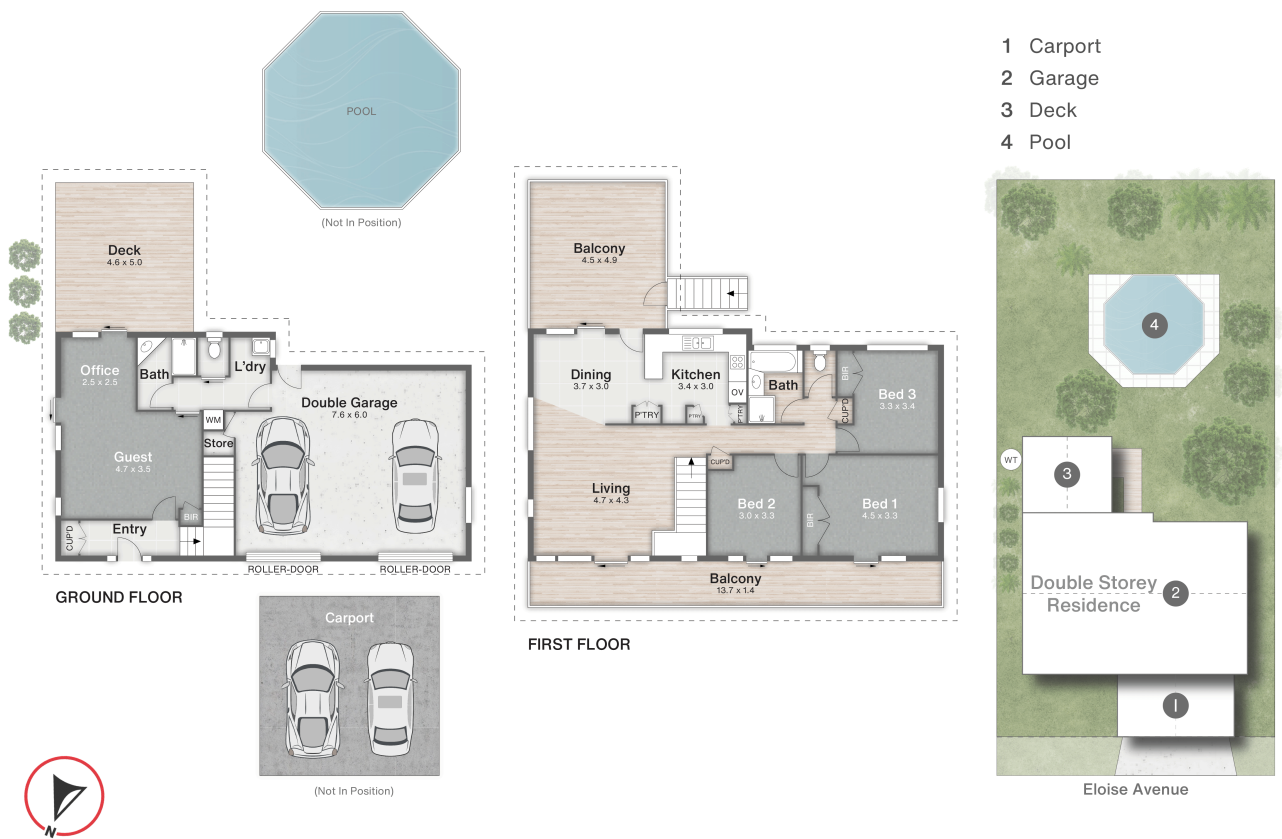 POOL
(Not In Position)
Deck
4.6 x 5.0
Office
2.5 x 2.5
Bath
L'dry
WM
Store
Double Garage
7.6 x 6.0
Guest
4.7 x 3.5
BIR
CUP'D
Entry
ROLLER-DOOR
ROLLER-DOOR
GROUND FLOOR
Carport
(Not In Position)
N
Balcony
4.5 x 4.9
Dining
3.7 x 3.0
Kitchen
3.4 x 3.0
OV
P'TRY
P'TRY
P'TRY
Bath
BIR
CUP'D
Bed 3
3.3 x 3.4
CUP'D
Living
4.7 x 4.3
Bed 2
3.0 x 3.3
BIR
Bed 1
4.5 x 3.3
Balcony
13.7 x 1.4
FIRST FLOOR
1 Carport
2 Garage
3 Deck
4 Pool
4
WT
3
Double Storey
Residence
2
1
Eloise Avenue